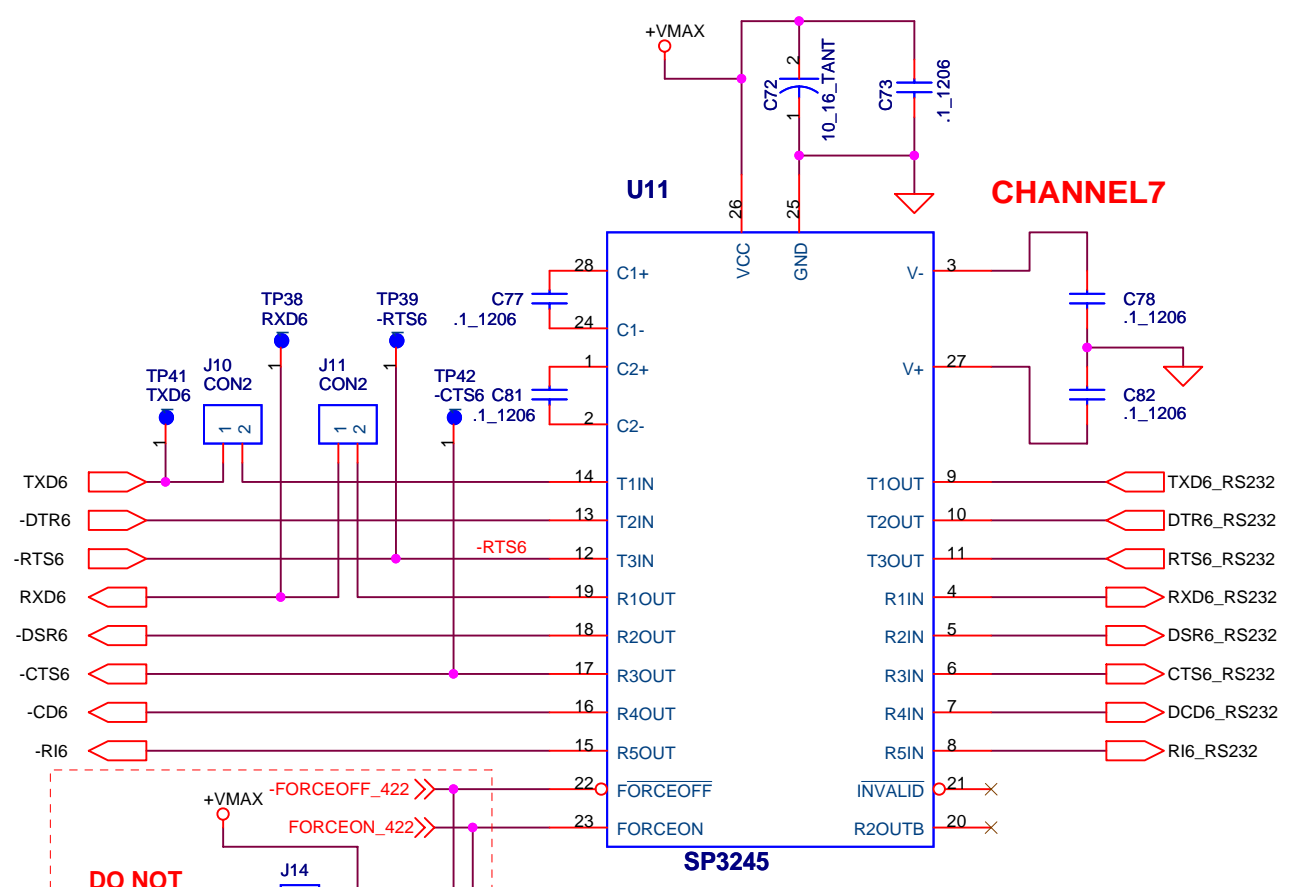 +VMAX
C72
2
1
10_16_TANT
C73
.1_1206
U11
CHANNEL7
26
25
VCC
GND
28
C1+
V-
3
C77
.1_1206
C78
.1_1206
24
C1-
TP38
RXD6
1
TP39
-RTS6
1
1
C2+
V+
27
TP41
TXD6
1
J10
CON2
1
2
J11
CON2
1
2
TP42
-CTS6
1
C81
.1_1206
C82
.1_1206
2
C2-
TXD6
14
T1IN
T1OUT
9
TXD6_RS232
-DTR6
13
T2IN
T2OUT
10
DTR6_RS232
-RTS6
-RTS6
12
T3IN
T3OUT
11
RTS6_RS232
RXD6
19
R1OUT
R1IN
4
RXD6_RS232
-DSR6
18
R2OUT
R2IN
5
DSR6_RS232
-CTS6
17
R3OUT
R3IN
6
CTS6_RS232
-CD6
16
R4OUT
R4IN
7
DCD6_RS232
-RI6
15
R5OUT
R5IN
8
RI6_RS232
-FORCEOFF_422
22
FORCEOFF
INVALID
21
+VMAX
FORCEON_422
23
FORCEON
R2OUTB
20
SP3245
J14
DO NOT